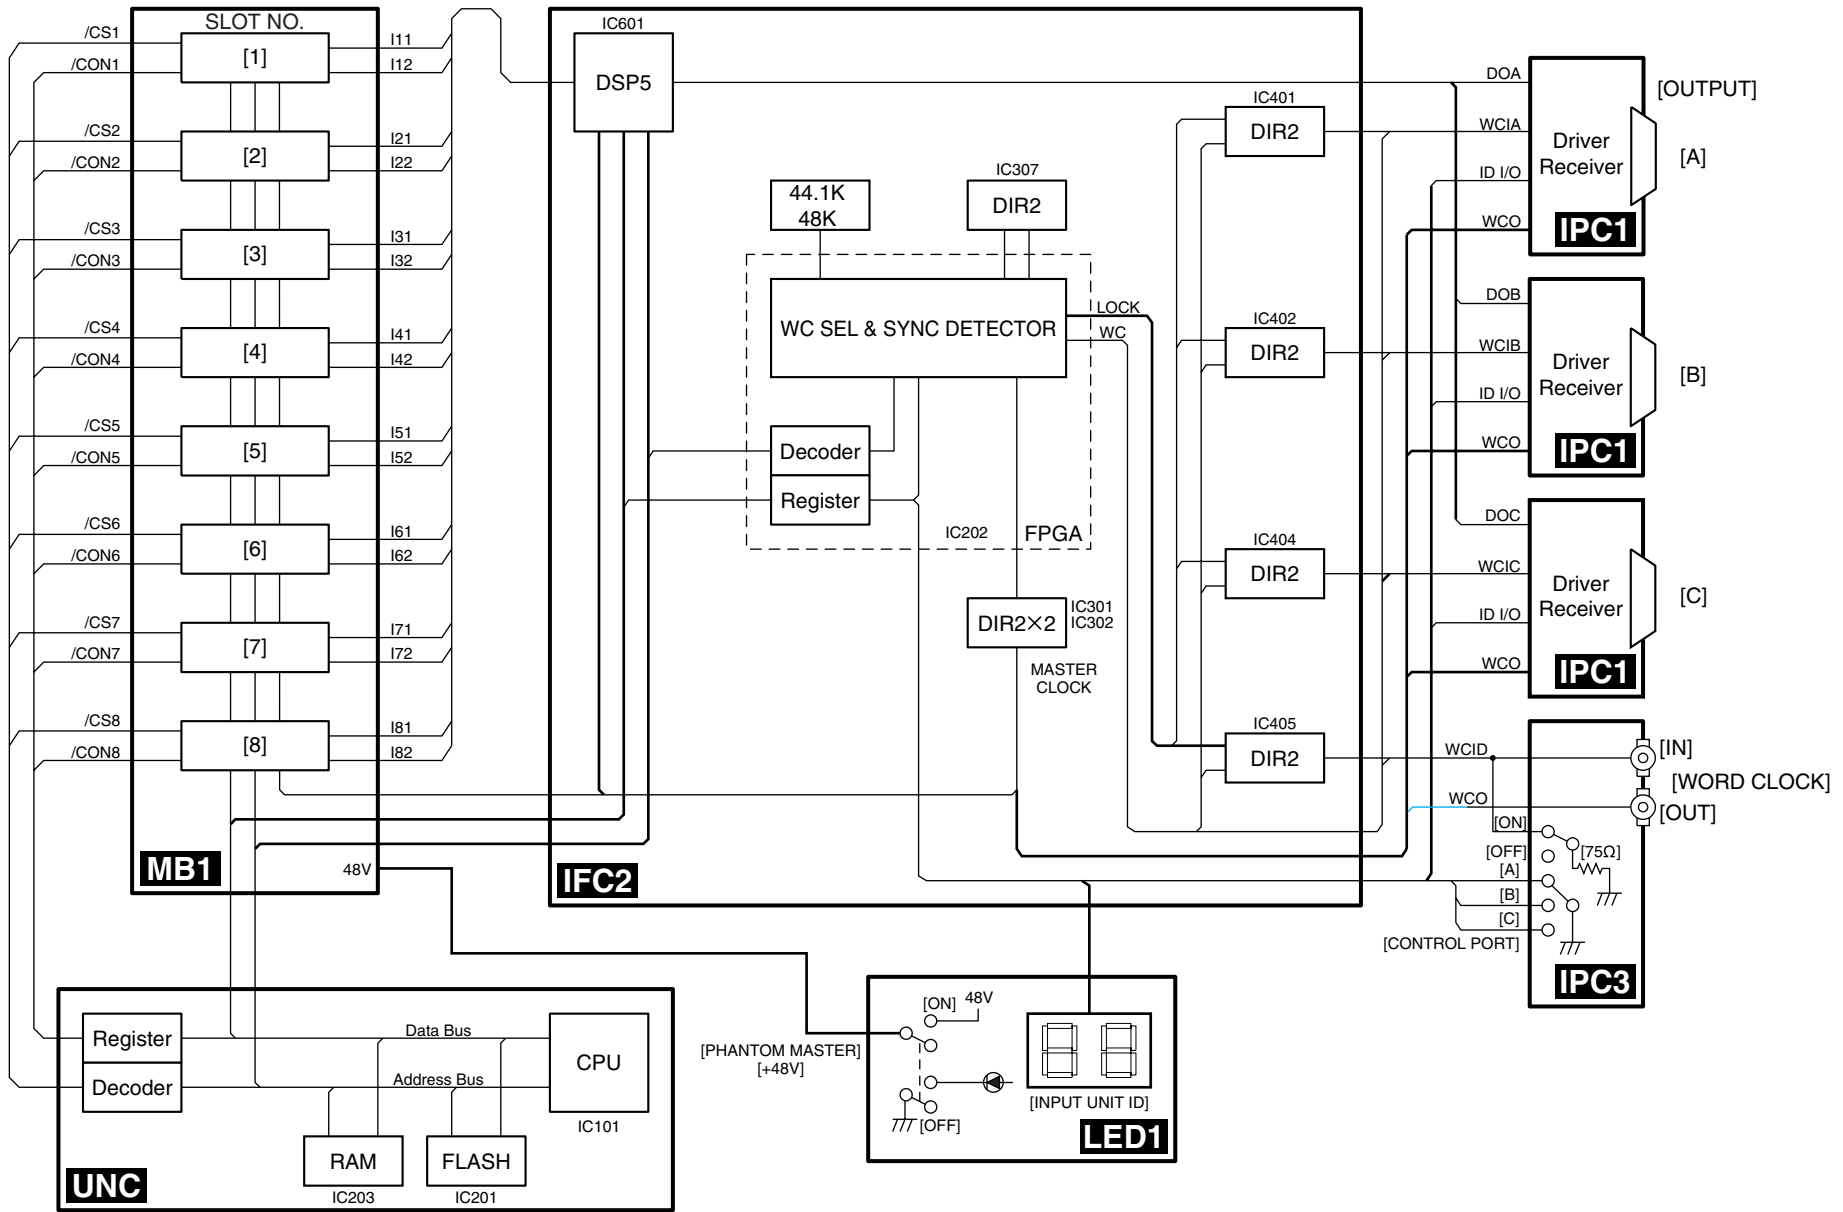 SLOT NO.
/CS1
[1]
I11
/CON1
I12
/CS2
[2]
I21
/CON2
I22
/CS3
[3]
I31
/CON3
I32
/CS4
[4]
I41
/CON4
I42
/CS5
[5]
I51
/CON5
I52
/CS6
[6]
I61
/CON6
I62
/CS7
[7]
I71
/CON7
I72
/CS8
[8]
I81
/CON8
I82
MB1
48V
IC601
DSP5
44.1K
48K
IC307
DIR2
WC SEL & SYNC DETECTOR
LOCK
WC
Decoder
Register
IC202
FPGA
DIR2×2
IC301
IC302
MASTER
CLOCK
IC401
DIR2
IC402
DIR2
IC404
DIR2
IC405
DIR2
IFC2
DOA
WCIA
ID I/O
WCO
Driver
Receiver
IPC1
[OUTPUT]
[A]
DOB
WCIB
ID I/O
WCO
Driver
Receiver
IPC1
[B]
DOC
WCIC
ID I/O
WCO
Driver
Receiver
IPC1
[C]
WCID
[IN]
[WORD CLOCK]
WCO
[OUT]
[ON]
[OFF]
[75Ω]
[A]
[B]
[C]
[CONTROL PORT]
IPC3
Register
Decoder
Data Bus
Address Bus
CPU
IC101
RAM
IC203
FLASH
IC201
UNC
[PHANTOM MASTER]
[+48V]
[ON]
48V
[OFF]
[INPUT UNIT ID]
LED1